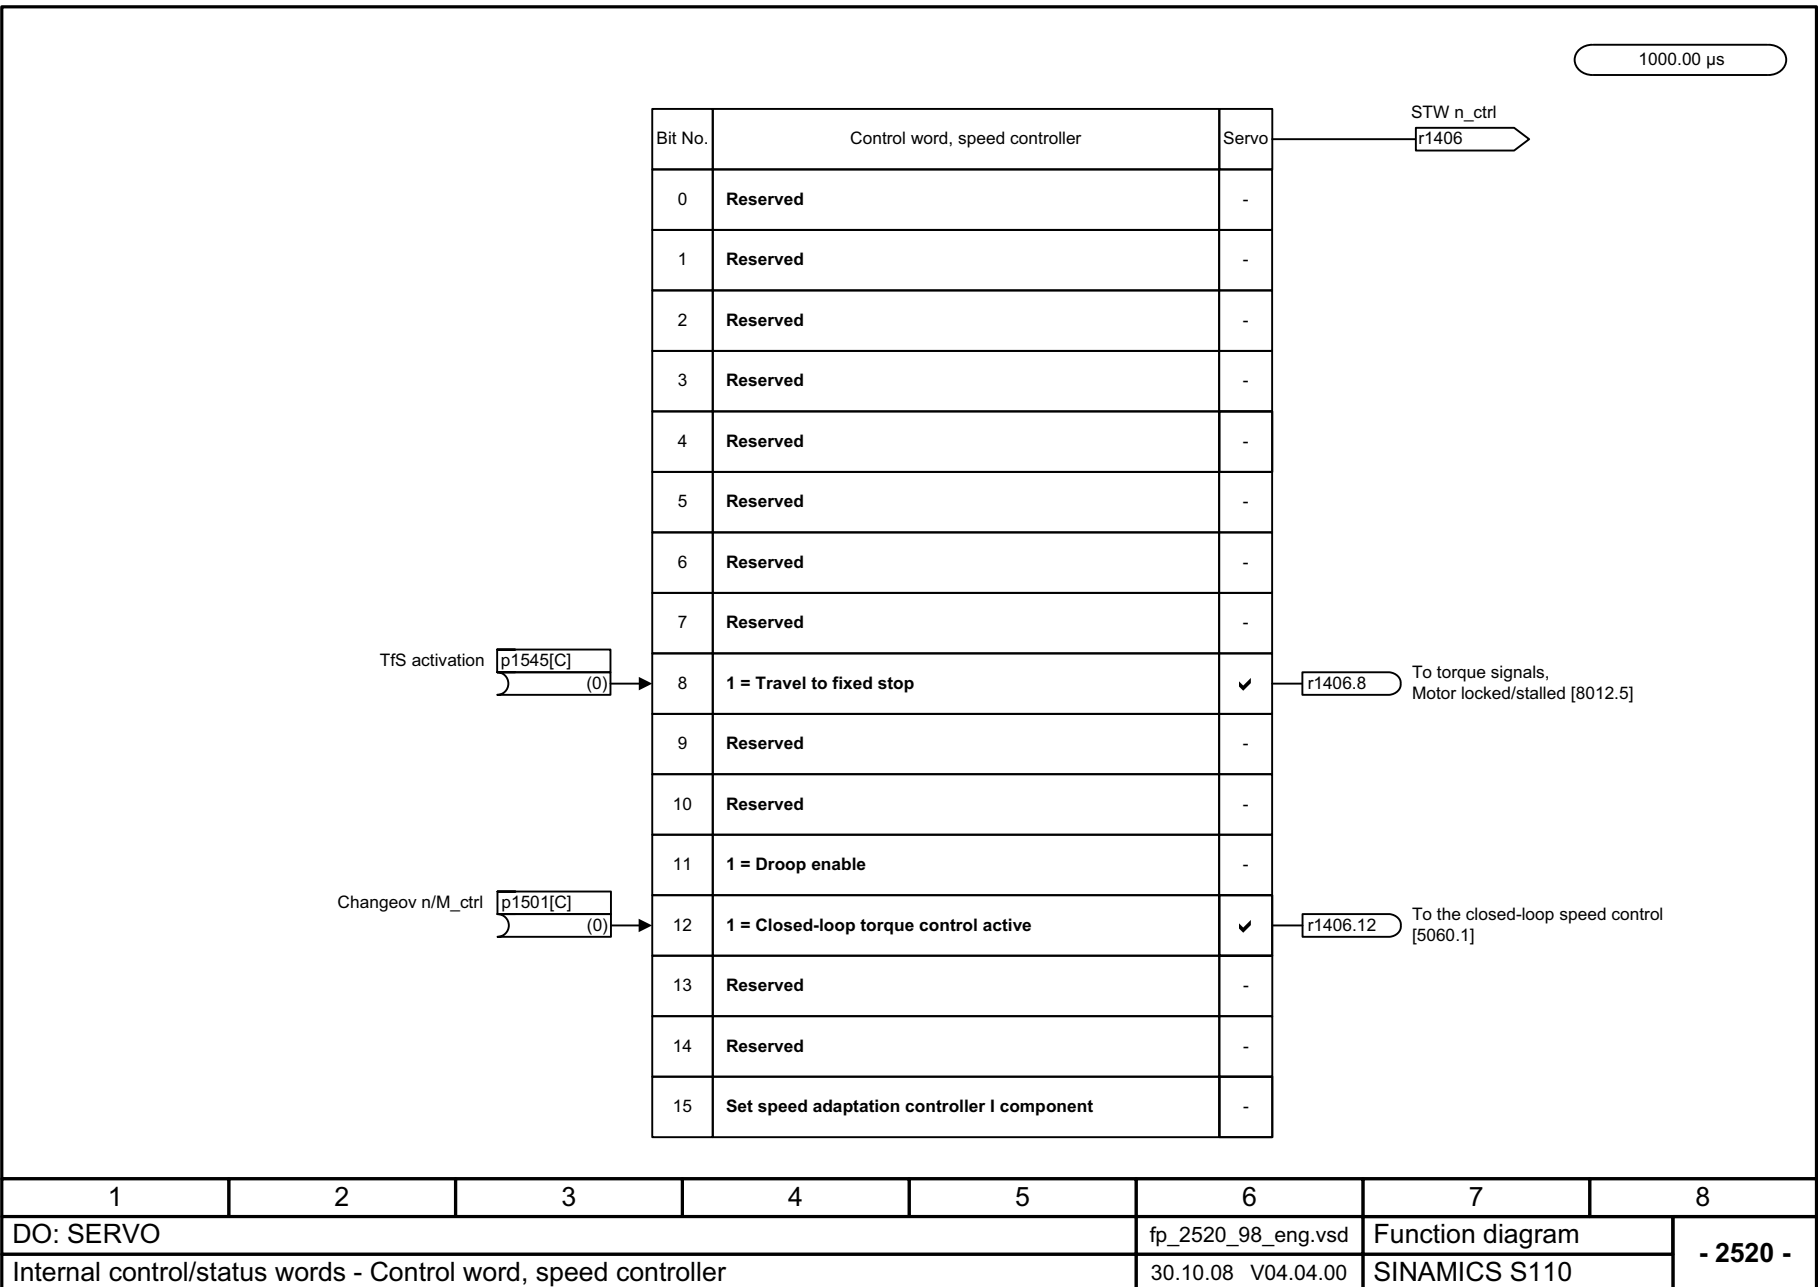 1000.00 µs
STW n_ctrl
Bit No. Control word, speed controller Servo r1406
0 Reserved -
1 Reserved -
2 Reserved -
3 Reserved -
4 Reserved -
5 Reserved -
6 Reserved -
7 Reserved -
TfS activation p1545[C]
(0) 8 1 = Travel to fixed stop ✔ r1406.8
To torque signals,
Motor locked/stalled [8012.5]
9 Reserved -
10 Reserved -
11 1 = Droop enable -
Changeov n/M_ctrl p1501[C]
(0) 12 1 = Closed-loop torque control active ✔ r1406.12
To the closed-loop speed control
[5060.1]
13 Reserved -
14 Reserved -
15 Set speed adaptation controller I component -
1 2 3 4 5 6 7 8
DO: SERVO fp_2520_98_eng.vsd Function diagram
- 2520 -
Internal control/status words - Control word, speed controller 30.10.08 V04.04.00 SINAMICS S110